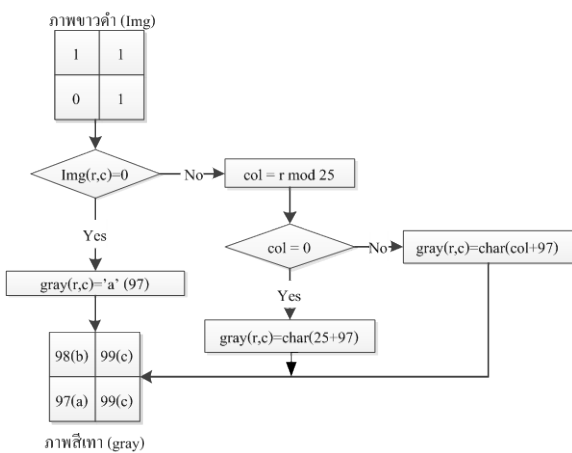 ภาพขาวดำ (Img)
1 1
0 1
Img(r,c)=0
No
col = r mod 25
Yes
col = 0
No
gray(r,c)=char(col+97)
gray(r,c)='a' (97)
Yes
gray(r,c)=char(25+97)
98(b) 99(c)
97(a) 99(c)
ภาพสีเทา (gray)